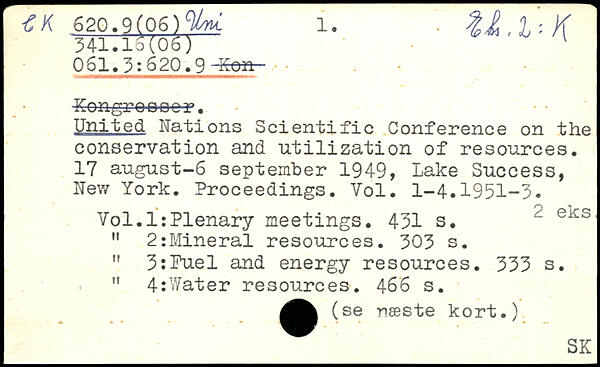 CK 620.9(06) Uni 1. Eks. 2: K
341.16(06)
061.3:620.9 Kon
Kongresser.
United Nations Scientific Conference on the
conservation and utilization of resources.
17 august-6 september 1949, Lake Success,
New York. Proceedings. Vol. 1-4.1951-3.
2 eks.
Vol.1:Plenary meetings. 431 s.
" 2:Mineral resources. 303 s.
" 3:Fuel and energy resources. 333 s.
" 4:Water resources. 466 s.
(se næste kort.)
SK